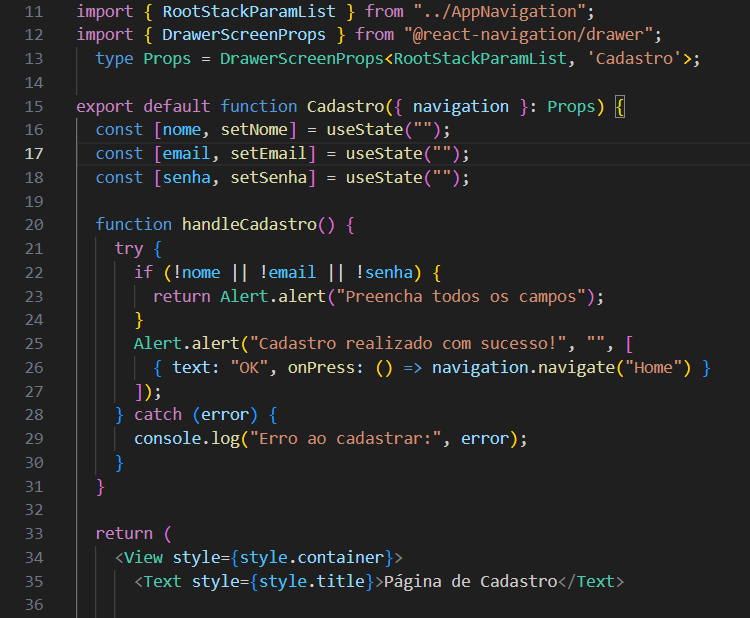 11 import { RootStackParamList } from "../AppNavigation";
12 import { DrawerScreenProps } from "@react-navigation/drawer";
13   type Props = DrawerScreenProps<RootStackParamList, 'Cadastro'>;
14
15 export default function Cadastro({ navigation }: Props) {
16   const [nome, setNome] = useState("");
17   const [email, setEmail] = useState("");
18   const [senha, setSenha] = useState("");
19
20   function handleCadastro() {
21     try {
22       if (!nome || !email || !senha) {
23         return Alert.alert("Preencha todos os campos");
24       }
25       Alert.alert("Cadastro realizado com sucesso!", "", [
26         { text: "OK", onPress: () => navigation.navigate("Home") }
27       ]);
28     } catch (error) {
29       console.log("Erro ao cadastrar:", error);
30     }
31   }
32
33   return (
34     <View style={style.container}>
35       <Text style={style.title}>Página de Cadastro</Text>
36